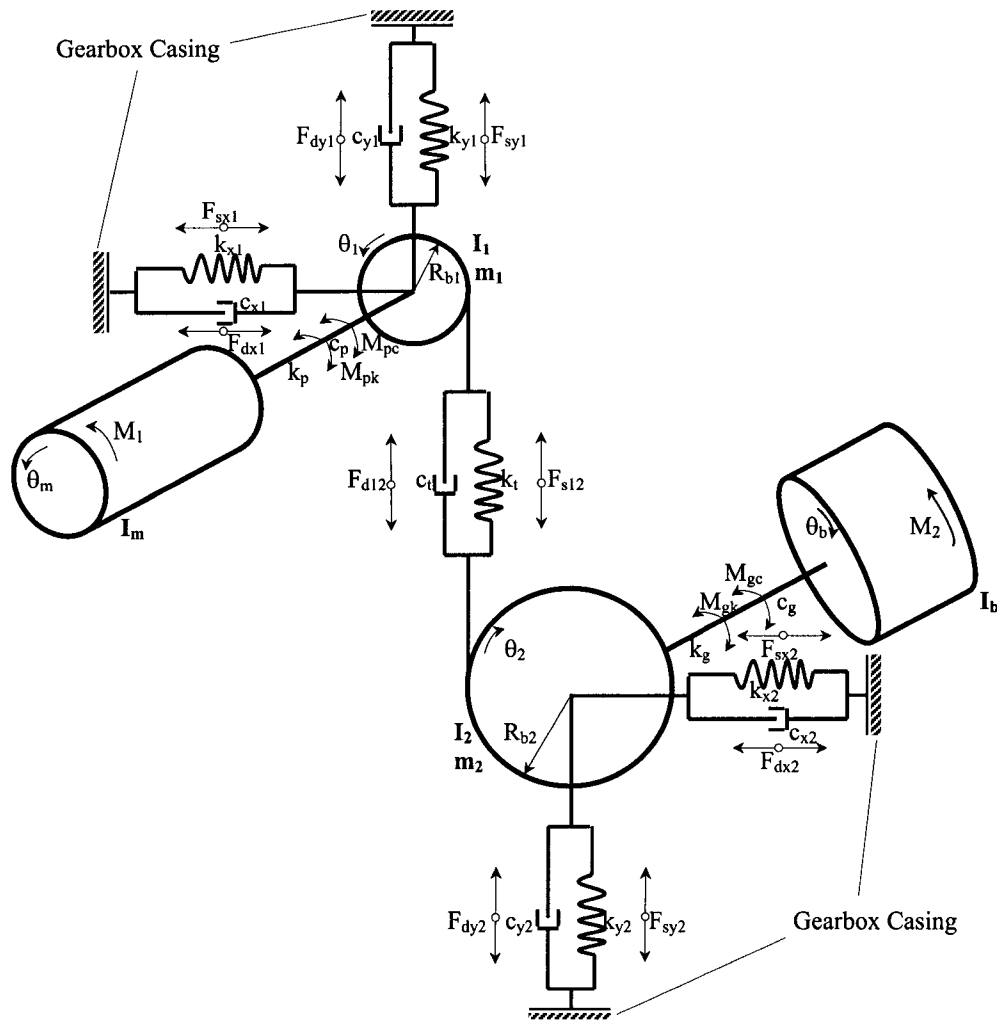 Gearbox Casing
F_dy1 c_y1 k_y1 F_sy1
F_sx1
k_x1
θ_1
I_1
R_b1
m_1
c_x1
F_dx1
c_p M_pc
k_p M_pk
M_1
θ_m
I_m
F_d12 c_t k_t F_s12
θ_b M_2
M_gc
M_gk c_g
I_b
θ_2
k_g F_sx2
k_x2
R_b2
I_2
m_2
c_x2
F_dx2
F_dy2 c_y2 k_y2 F_sy2
Gearbox Casing